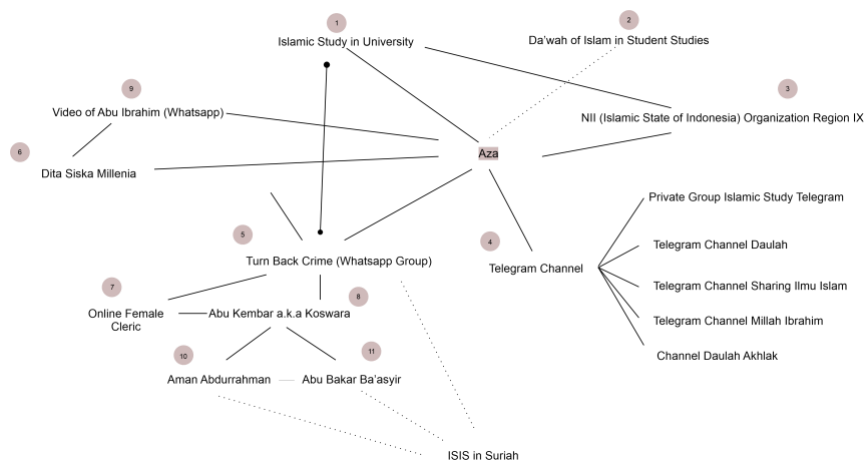 1
Islamic Study in University
2
Da'wah of Islam in Student Studies
3
NII (Islamic State of Indonesia) Organization Region IX
9
Video of Abu Ibrahim (Whatsapp)
6
Dita Siska Millenia
Aza
Private Group Islamic Study Telegram
5
Turn Back Crime (Whatsapp Group)
4
Telegram Channel
Telegram Channel Daulah
Telegram Channel Sharing Ilmu Islam
Telegram Channel Millah Ibrahim
Channel Daulah Akhlak
7
Online Female
Cleric
8
Abu Kembar a.k.a Koswara
10
Aman Abdurrahman
11
Abu Bakar Ba'asyir
ISIS in Suriah